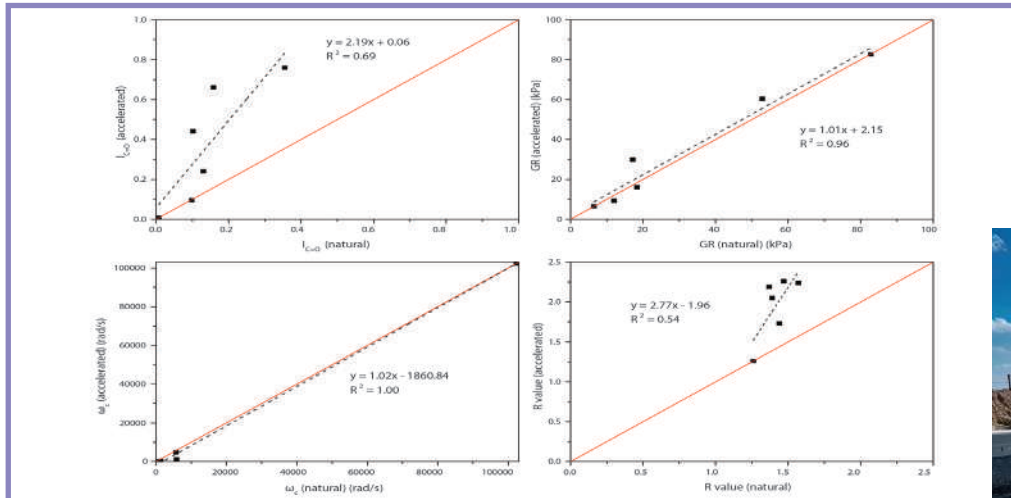 1.0
0.8
0.6
0.4
0.2
0.0
I C=O (accelerated)
y = 2.19x + 0.06
R² = 0.69
0.0 0.2 0.4 0.6 0.8 1.0
I C=O (natural)
100
80
60
40
20
0
GR (accelerated) (kPa)
y = 1.01x + 2.15
R² = 0.96
0 20 40 60 80 100
GR (natural) (kPa)
100000
80000
60000
40000
20000
0
ωc (accelerated) (rad/s)
y = 1.02x - 1860.84
R² = 1.00
0 20000 40000 60000 80000 100000
ωc (natural) (rad/s)
2.5
2.0
1.5
1.0
0.5
0.0
R value (accelerated)
y = 2.77x - 1.96
R² = 0.54
0.0 0.5 1.0 1.5 2.0 2.5
R value (natural)